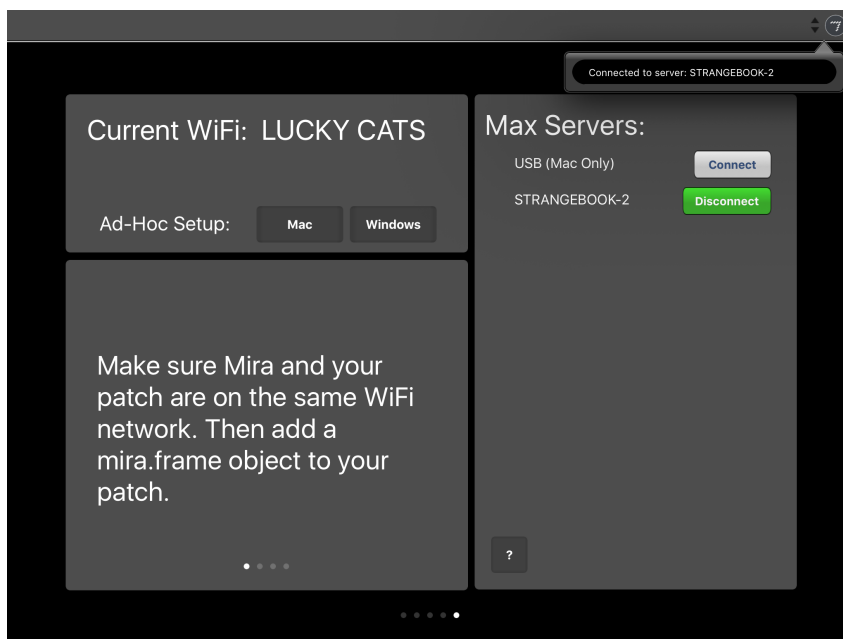 Connected to server: STRANGEBOOK-2
Current WiFi: LUCKY CATS
Ad-Hoc Setup:
Mac
Windows
Make sure Mira and your
patch are on the same WiFi
network. Then add a
mira.frame object to your
patch.
Max Servers:
USB (Mac Only)
Connect
STRANGEBOOK-2
Disconnect
?